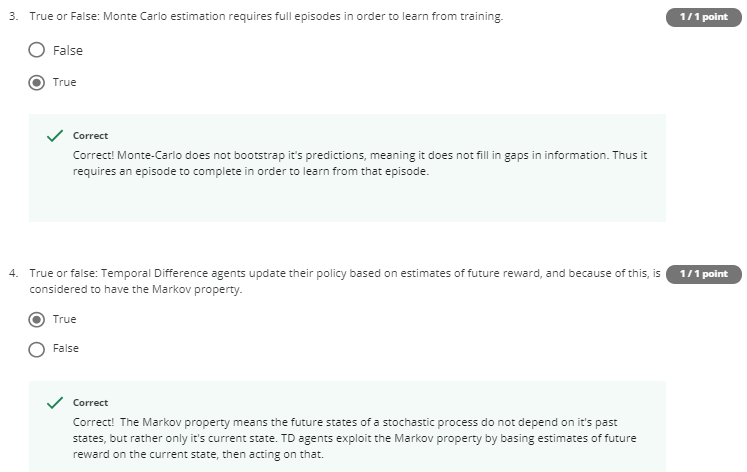 3. True or False: Monte Carlo estimation requires full episodes in order to learn from training.
1 / 1 point
False
True
Correct
Correct! Monte-Carlo does not bootstrap it's predictions, meaning it does not fill in gaps in information. Thus it
requires an episode to complete in order to learn from that episode.
4. True or false: Temporal Difference agents update their policy based on estimates of future reward, and because of this, is
1 / 1 point
considered to have the Markov property.
True
False
Correct
Correct! The Markov property means the future states of a stochastic process do not depend on it's past
states, but rather only it's current state. TD agents exploit the Markov property by basing estimates of future
reward on the current state, then acting on that.